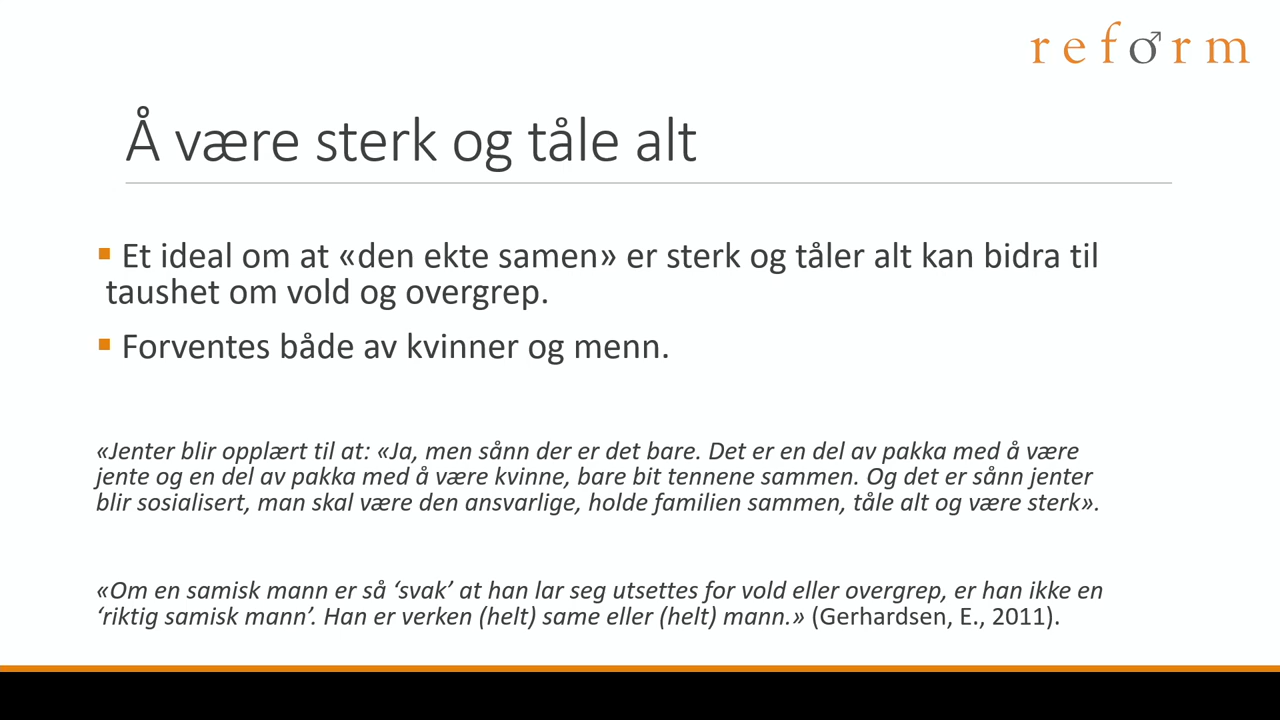 reform
Å være sterk og tåle alt
Et ideal om at «den ekte samen» er sterk og tåler alt kan bidra til
taushet om vold og overgrep.
Forventes både av kvinner og menn.
«Jenter blir opplært til at: «Ja, men sånn der er det bare. Det er en del av pakka med å være
jente og en del av pakka med å være kvinne, bare bit tennene sammen. Og det er sånn jenter
blir sosialisert, man skal være den ansvarlige, holde familien sammen, tåle alt og være sterk».
«Om en samisk mann er så ‘svak’ at han lar seg utsettes for vold eller overgrep, er han ikke en
‘riktig samisk mann’. Han er verken (helt) same eller (helt) mann.» (Gerhardsen, E., 2011).